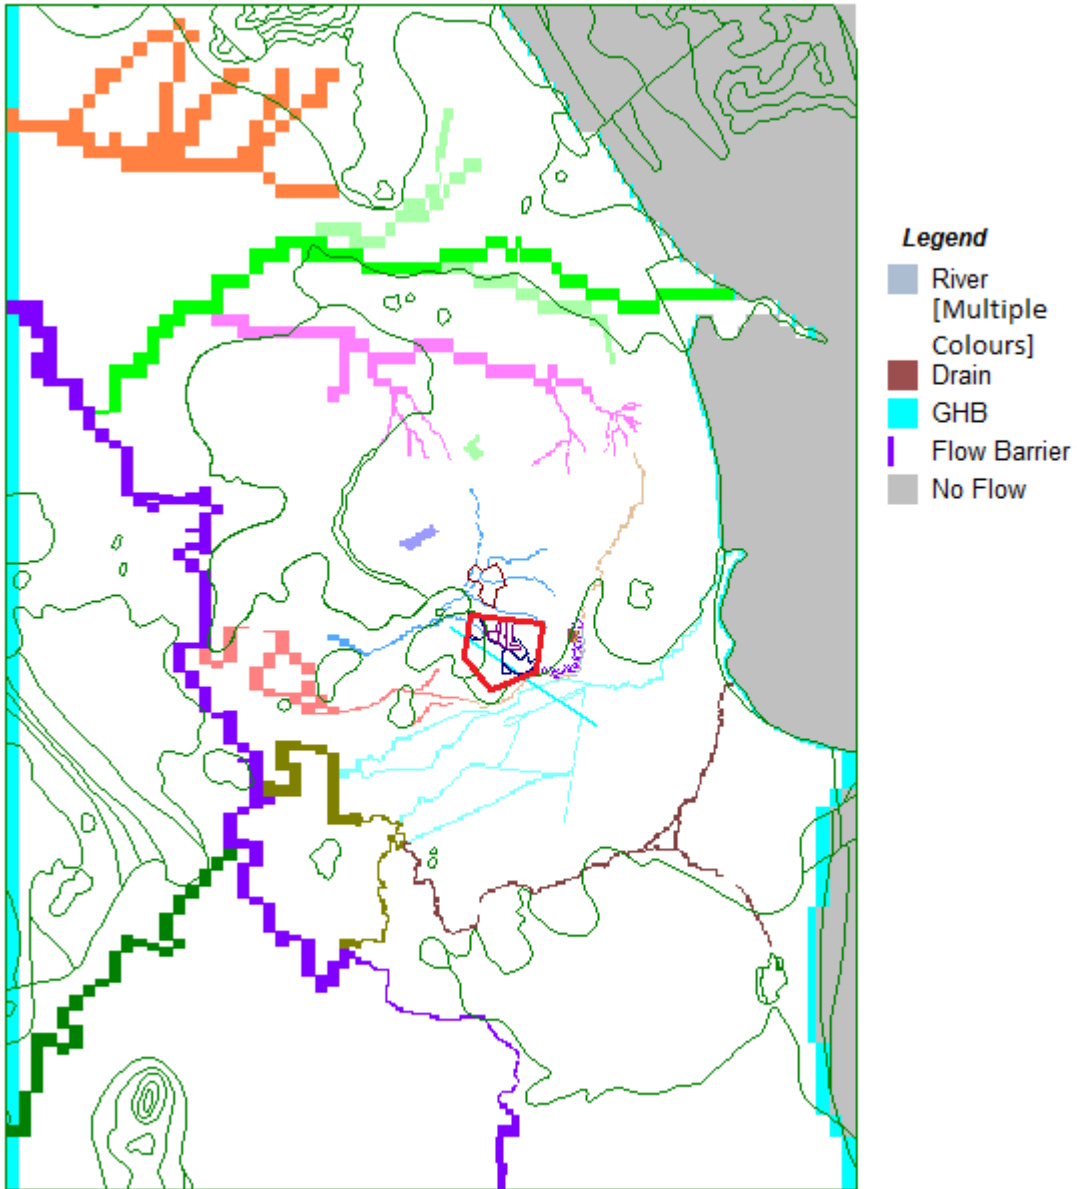 Legend
River
[Multiple
Colours]
Drain
GHB
Flow Barrier
No Flow